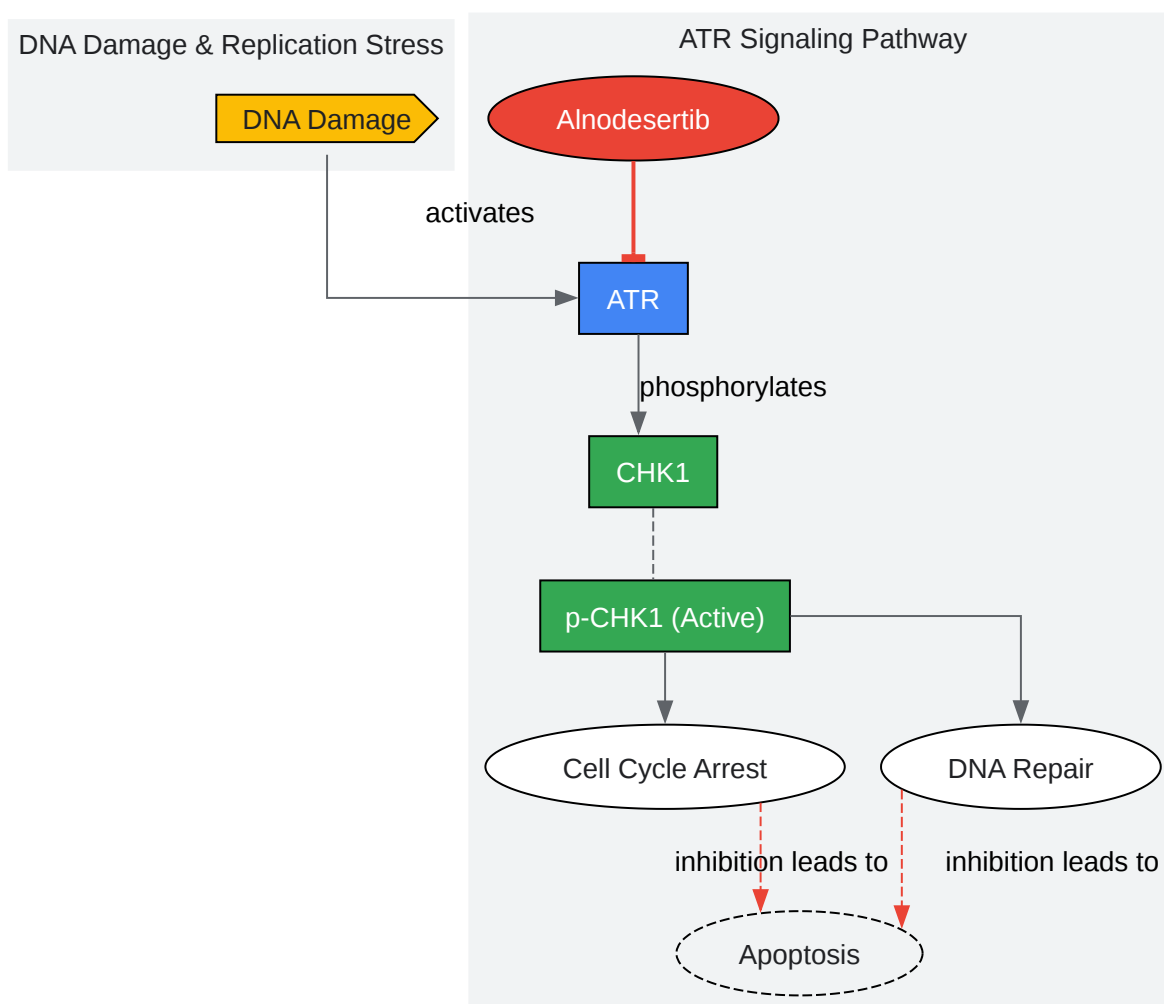 DNA Damage & Replication Stress
ATR Signaling Pathway
DNA Damage
Alnodesertib
activates
ATR
phosphorylates
CHK1
p-CHK1 (Active)
Cell Cycle Arrest
DNA Repair
inhibition leads to
inhibition leads to
Apoptosis